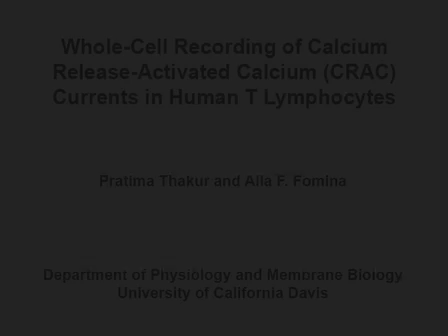 Whole-Cell Recording of Calcium
Release-Activated Calcium (CRAC)
Currents in Human T Lymphocytes
Pratima Thakur and Alla F. Fomina
Department of Physiology and Membrane Biology
University of California Davis